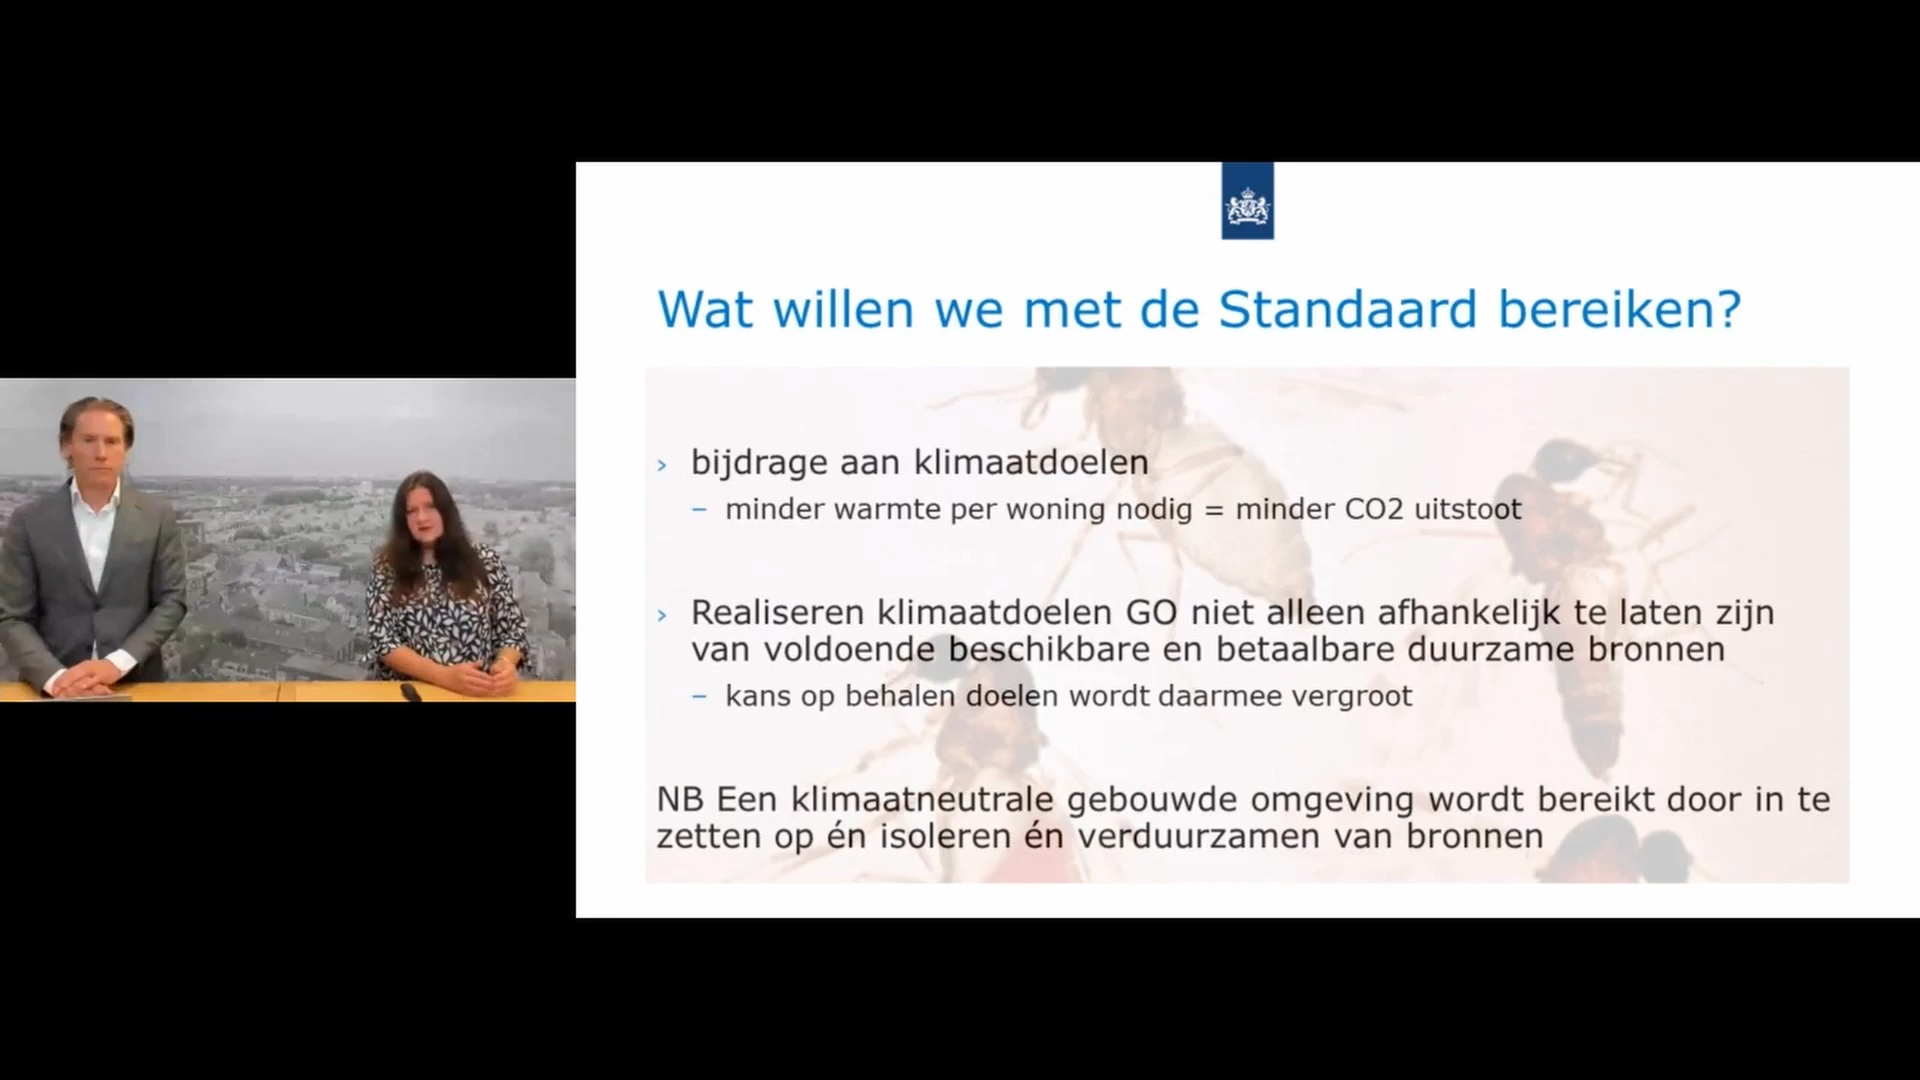 Wat willen we met de Standaard bereiken?
› bijdrage aan klimaatdoelen
– minder warmte per woning nodig = minder CO2 uitstoot
› Realiseren klimaatdoelen GO niet alleen afhankelijk te laten zijn
van voldoende beschikbare en betaalbare duurzame bronnen
– kans op behalen doelen wordt daarmee vergroot
NB Een klimaatneutrale gebouwde omgeving wordt bereikt door in te
zetten op én isoleren én verduurzamen van bronnen